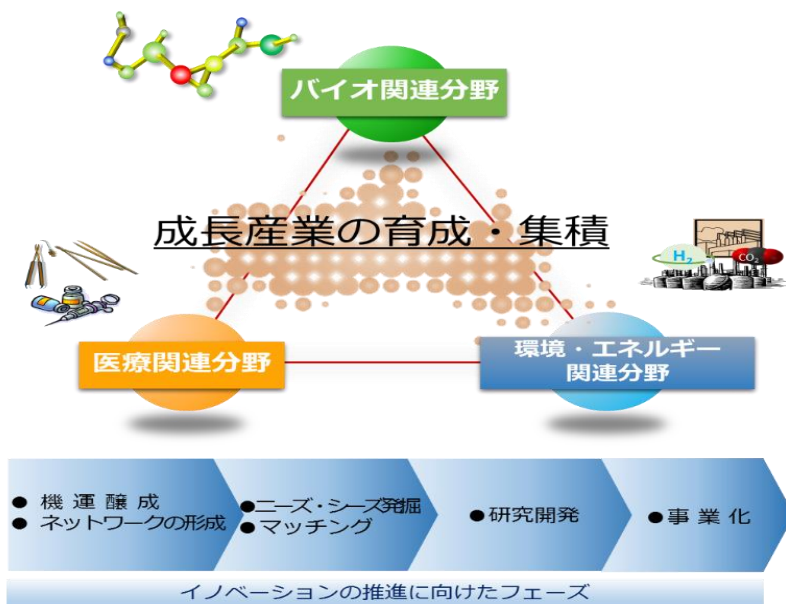 バイオ関連分野
成長産業の育成・集積
H₂
CO₂
医療関連分野
環境・エネルギー
関連分野
● 機運醸成
● ネットワークの形成
●ニーズ・シーズ発掘
●マッチング
●研究開発
●事業化
イノベーションの推進に向けたフェーズ